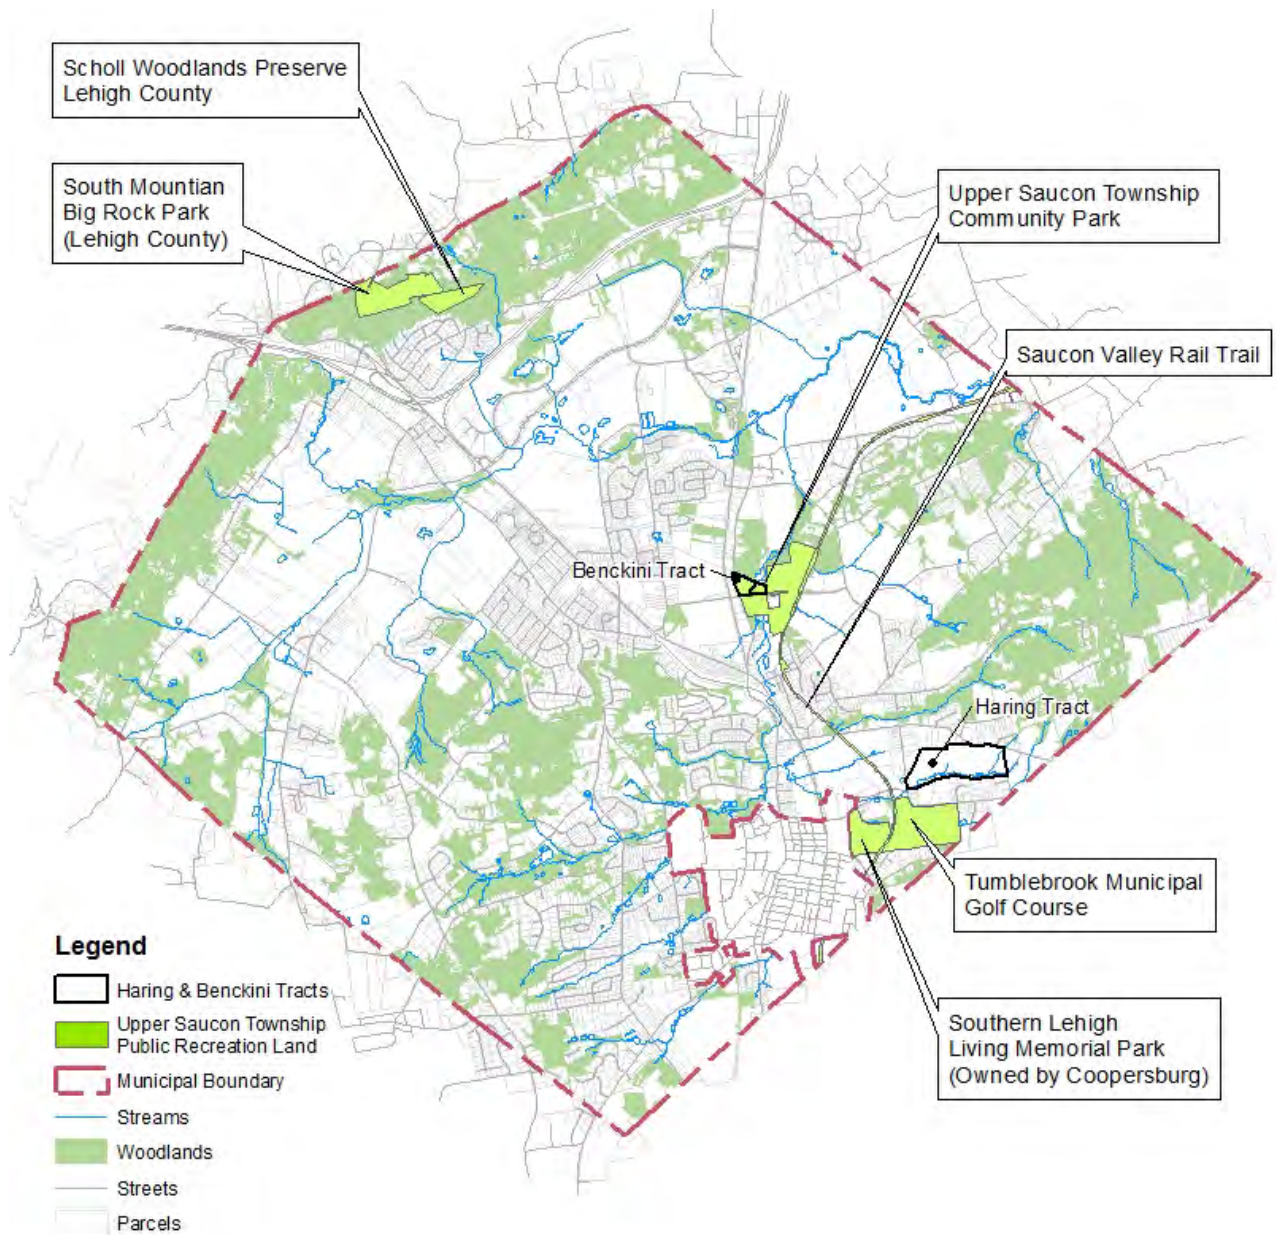 Scholl Woodlands Preserve
Lehigh County
South Mountian
Big Rock Park
(Lehigh County)
Upper Saucon Township
Community Park
Saucon Valley Rail Trail
Benckini Tract
Haring Tract
Tumblebrook Municipal
Golf Course
Southern Lehigh
Living Memorial Park
(Owned by Coopersburg)
Legend
Haring & Benckini Tracts
Upper Saucon Township
Public Recreation Land
Municipal Boundary
Streams
Woodlands
Streets
Parcels